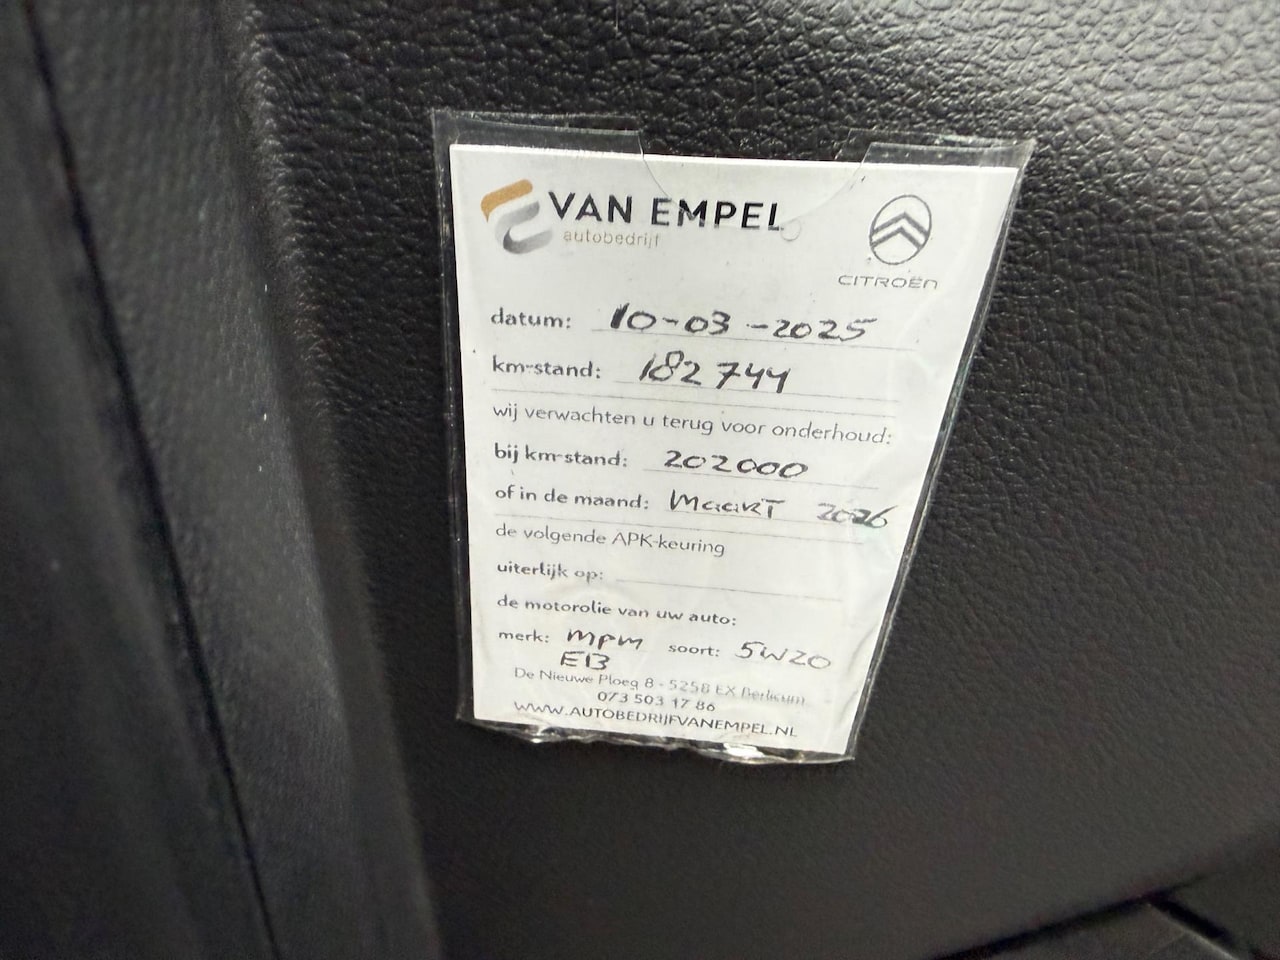 VAN EMPEL
autobedrijf
CITROËN
datum: 10-03-2025
km-stand: 182744
wij verwachten u terug voor onderhoud:
bij km-stand: 202000
of in de maand: Maart 2026
de volgende APK-keuring
uiterlijk op:
de motorolie van uw auto:
merk: MPM soort: 5W20
EB
De Nieuwe Ploeg 8 - 5258 EX Berlicum
073 503 17 86
WWW.AUTOBEDRIJFVANEMPEL.NL